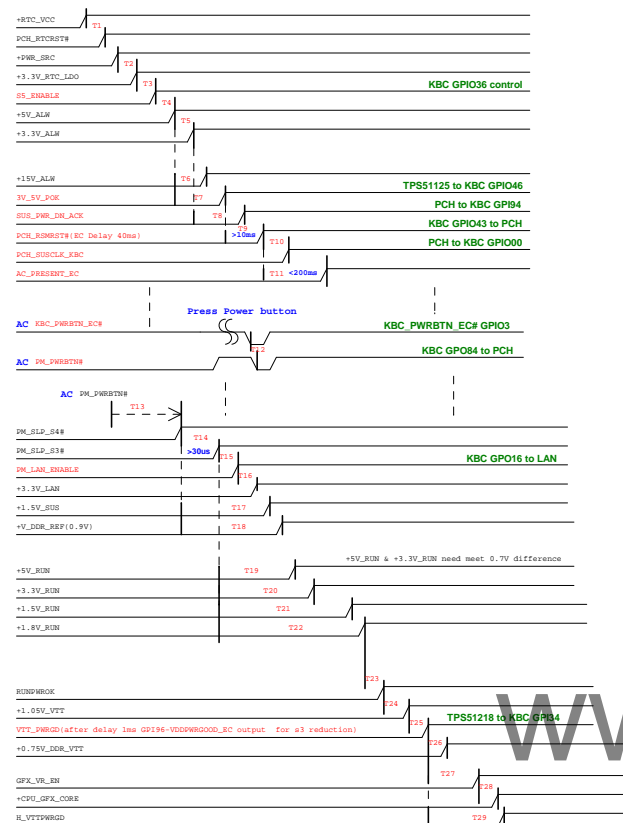 +RTC_VCC
T1
PCH_RTCRST#
+PWR_SRC
T2
+3.3V_RTC_LDO
T3
KBC GPIO36 control
S5_ENABLE
T4
+5V_ALW
T5
+3.3V_ALW
+15V_ALW
T6
TPS51125 to KBC GPIO46
3V_5V_POK
T7
PCH to KBC GPI94
SUS_PWR_DN_ACK
T8
T9
KBC GPIO43 to PCH
PCH_RSMRST#(EC Delay 40ms)
>10ms
T10
PCH to KBC GPIO00
PCH_SUSCLK_KBC
T11
<200ms
AC_PRESENT_EC
Press Power button
AC KBC_PWRBTN_EC#
KBC_PWRBTN_EC# GPIO3
T12
KBC GPO84 to PCH
AC PM_PWRBTN#
AC PM_PWRBTN#
T13
PM_SLP_S4#
T14
PM_SLP_S3#
>30us
T15
KBC GPO16 to LAN
PM_LAN_ENABLE
T16
+3.3V_LAN
+1.5V_SUS
T17
+V_DDR_REF(0.9V)
T18
+5V_RUN & +3.3V_RUN need meet 0.7V difference
+5V_RUN
T19
+3.3V_RUN
T20
+1.5V_RUN
T21
+1.8V_RUN
T22
T23
RUNPWROK
T24
+1.05V_VTT
T25
TPS51218 to KBC GPI34
VTT_PWRGD(after delay 1ms GPI96-VDDPWRGOOD_EC output for s3 reduction)
T26
+0.75V_DDR_VTT
T27
GFX_VR_EN
T28
+CPU_GFX_CORE
T29
H_VTTPWRGD